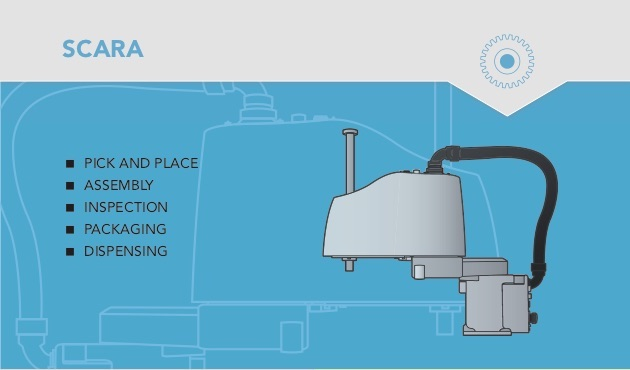 SCARA
PICK AND PLACE
ASSEMBLY
INSPECTION
PACKAGING
DISPENSING